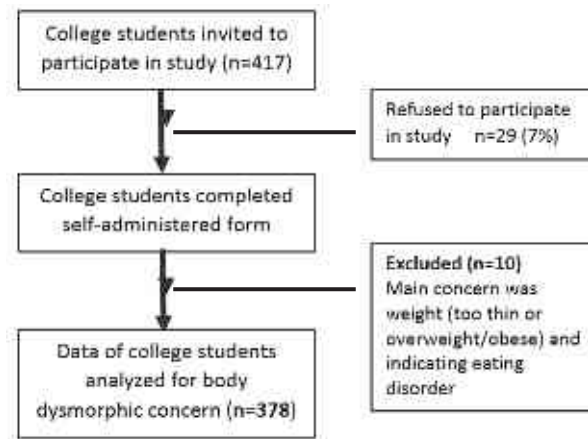 College students invited to
participate in study (n=417)
Refused to participate
in study n=29 (7%)
College students completed
self-administered form
Excluded (n=10)
Main concern was
weight (too thin or
overweight/obese) and
indicating eating
disorder
Data of college students
analyzed for body
dysmorphic concern (n=378)